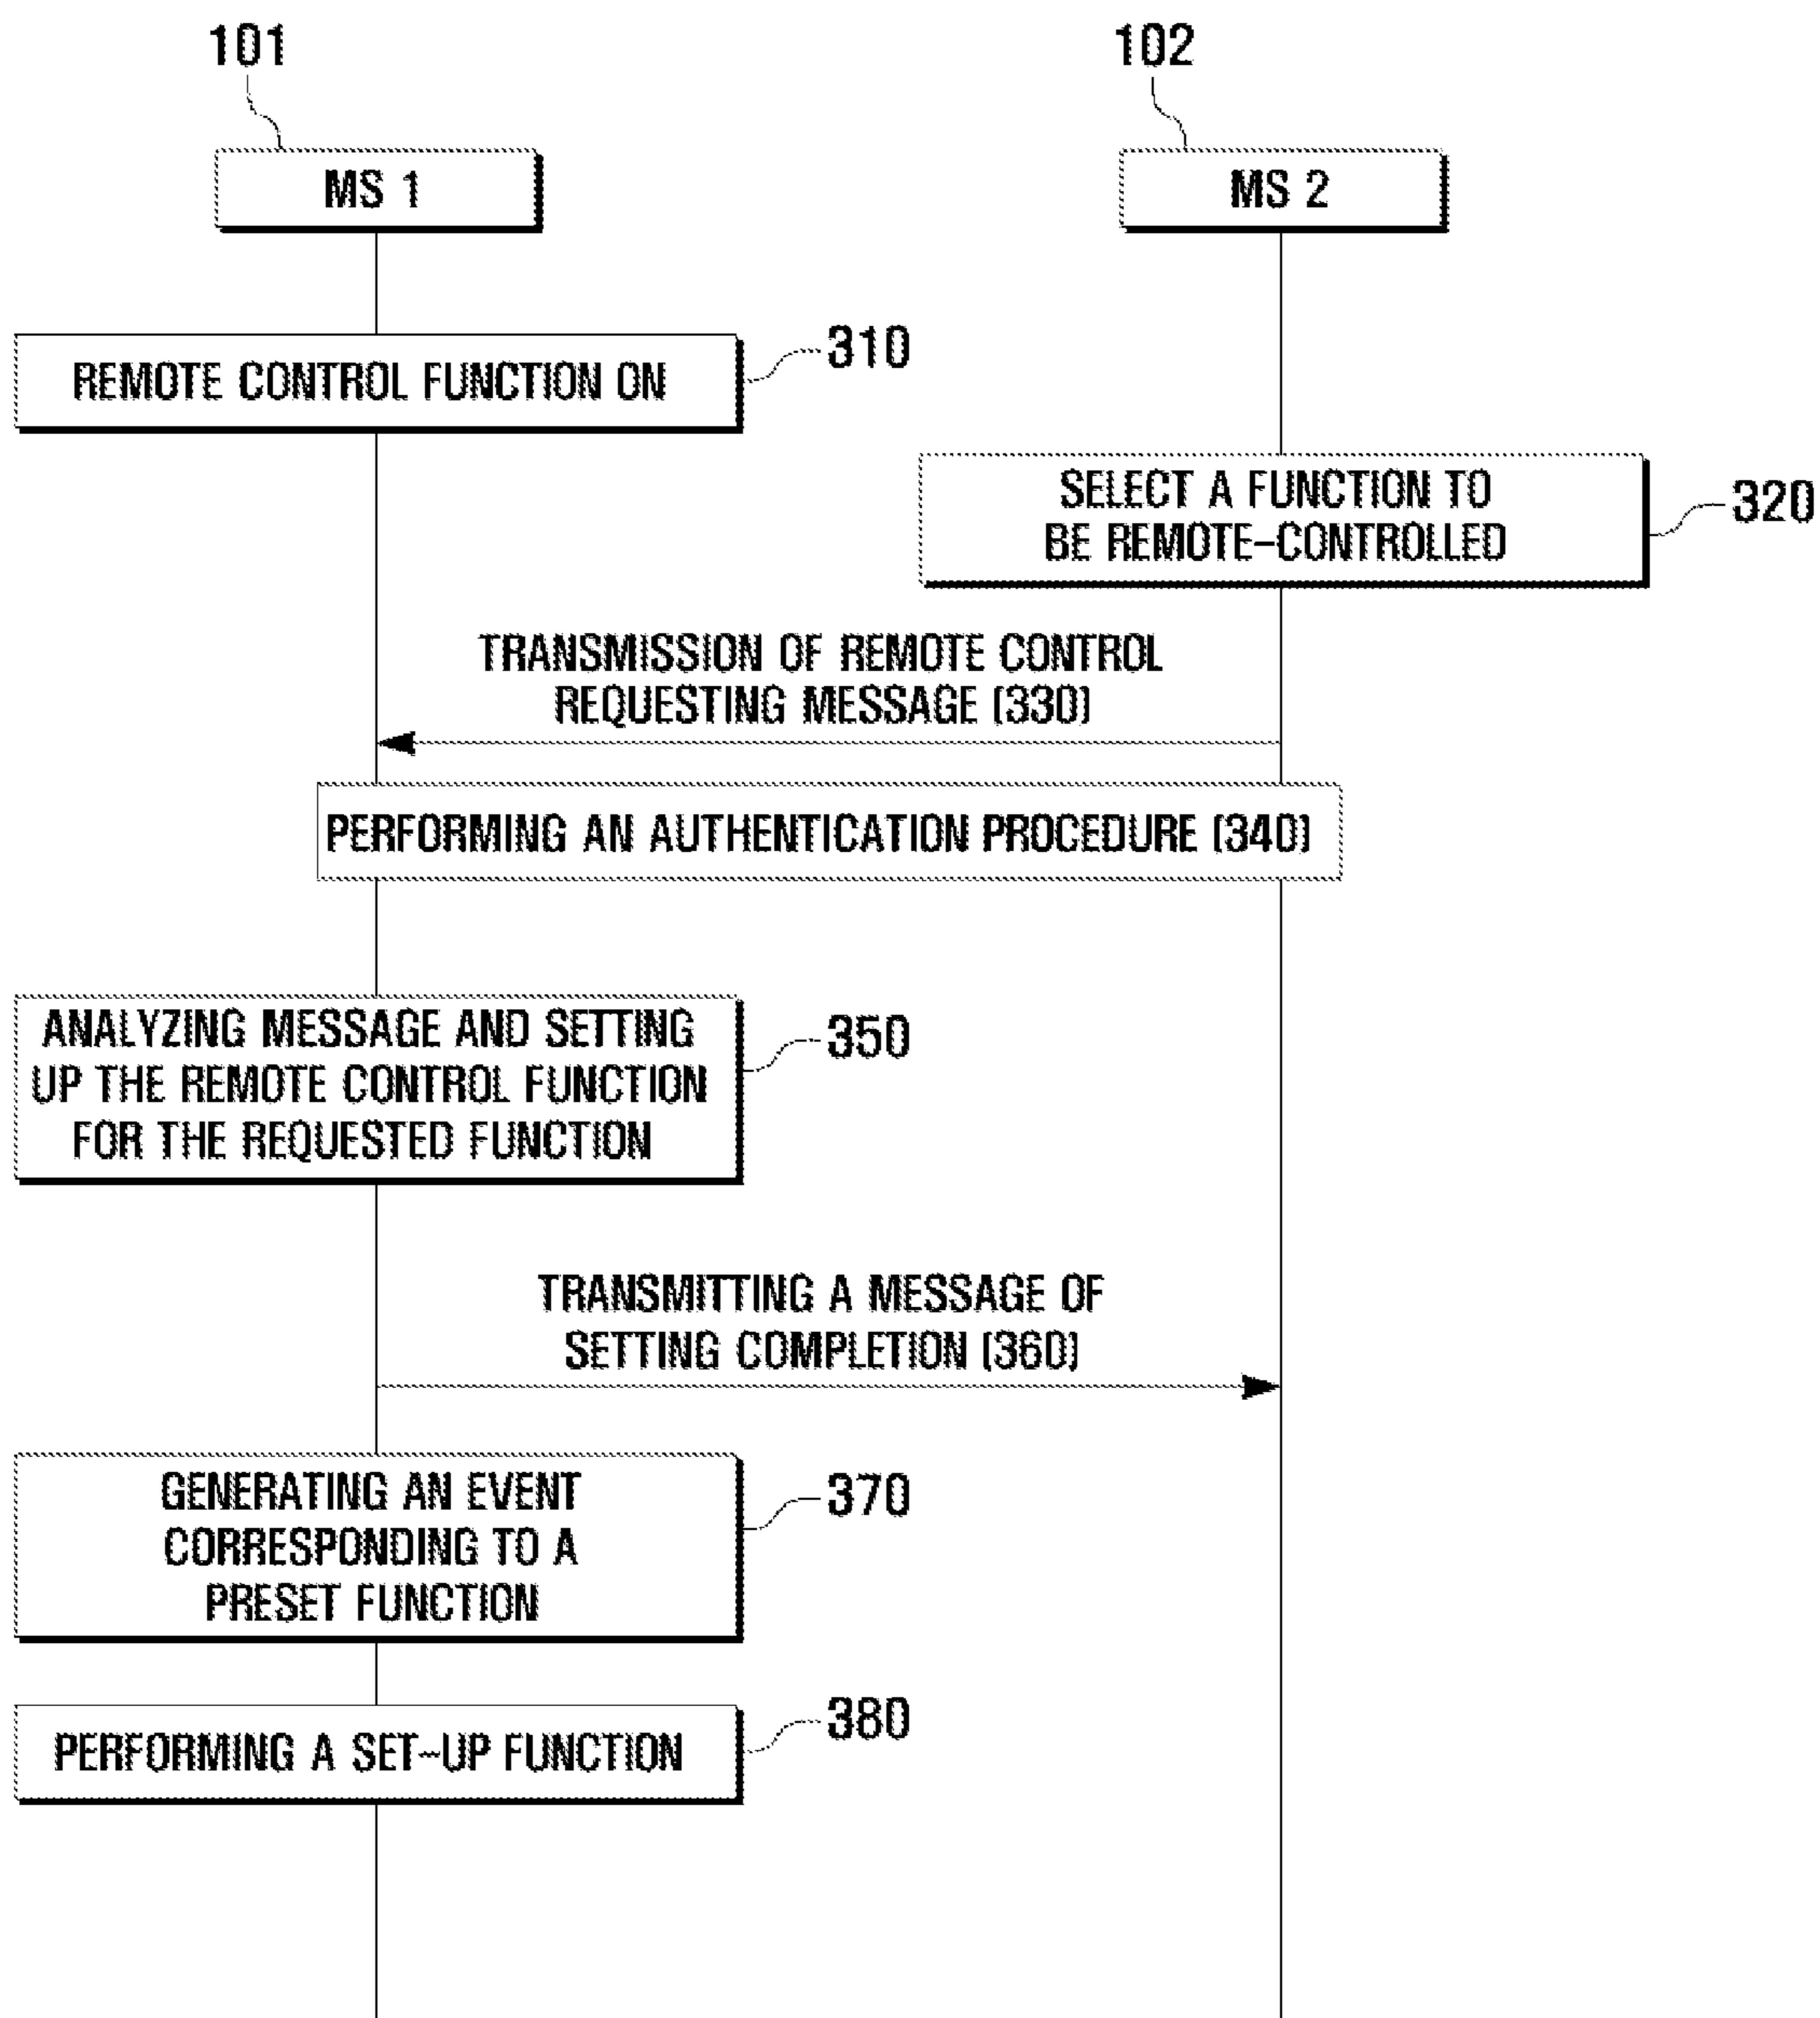 101
102
MS 1
MS 2
REMOTE CONTROL FUNCTION ON
310
SELECT A FUNCTION TO
BE REMOTE-CONTROLLED
320
TRANSMISSION OF REMOTE CONTROL
REQUESTING MESSAGE (330)
PERFORMING AN AUTHENTICATION PROCEDURE (340)
ANALYZING MESSAGE AND SETTING
UP THE REMOTE CONTROL FUNCTION
FOR THE REQUESTED FUNCTION
350
TRANSMITTING A MESSAGE OF
SETTING COMPLETION (360)
GENERATING AN EVENT
CORRESPONDING TO A
PRESET FUNCTION
370
PERFORMING A SET-UP FUNCTION
380